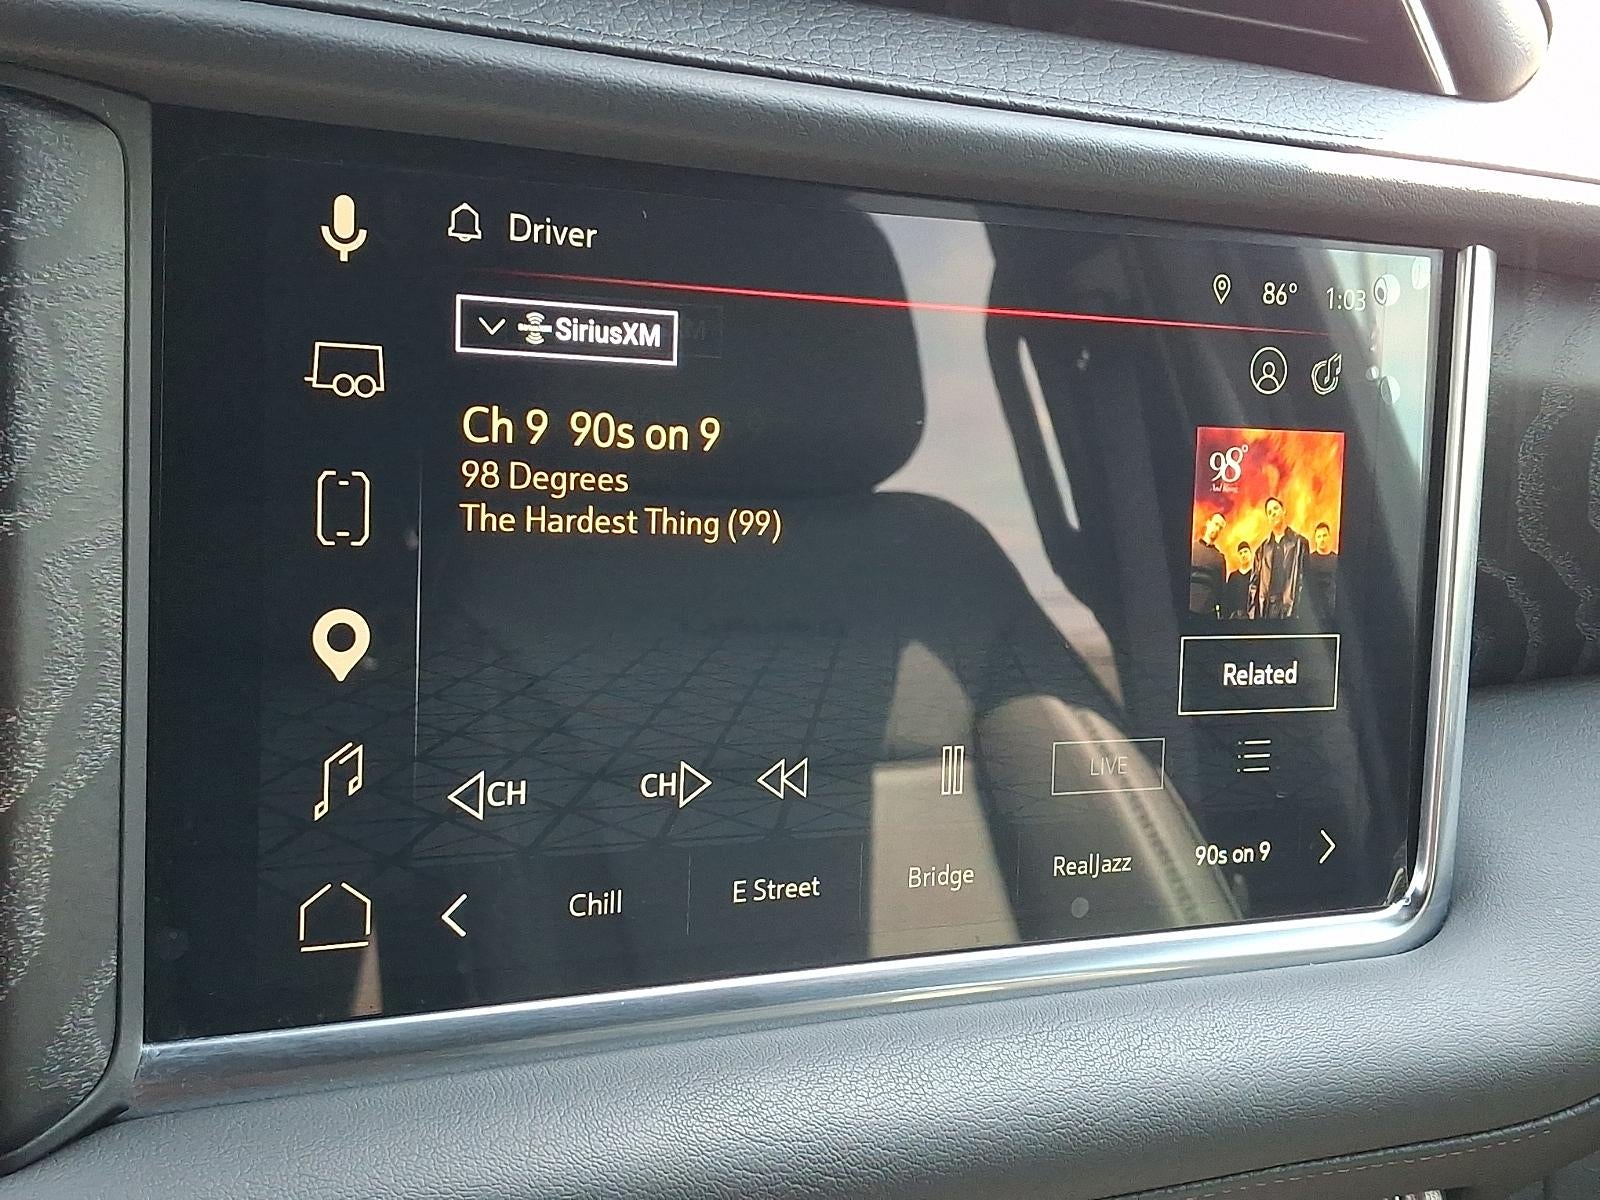 Driver
86° 1:03
SiriusXM
Ch 9 90s on 9
98 Degrees
The Hardest Thing (99)
98°
Related
CH
CH
LIVE
Chill
E Street
Bridge
RealJazz
90s on 9